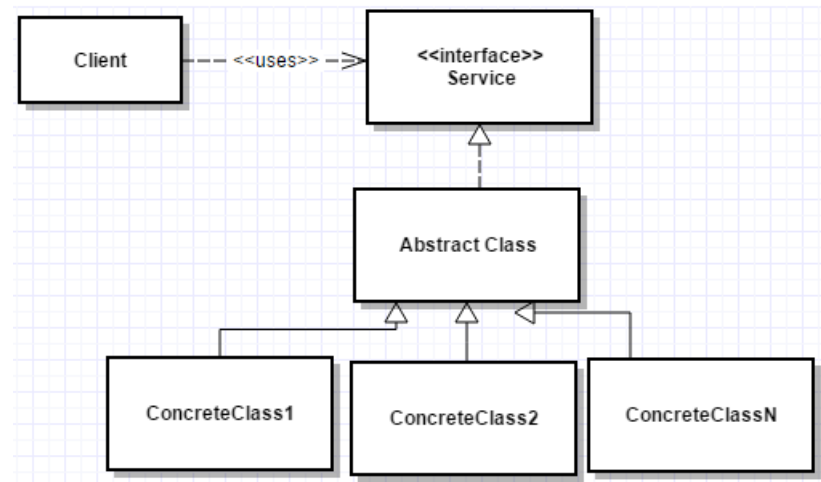 Client
<<uses>>
<<interface>>
Service
Abstract Class
ConcreteClass1
ConcreteClass2
ConcreteClassN